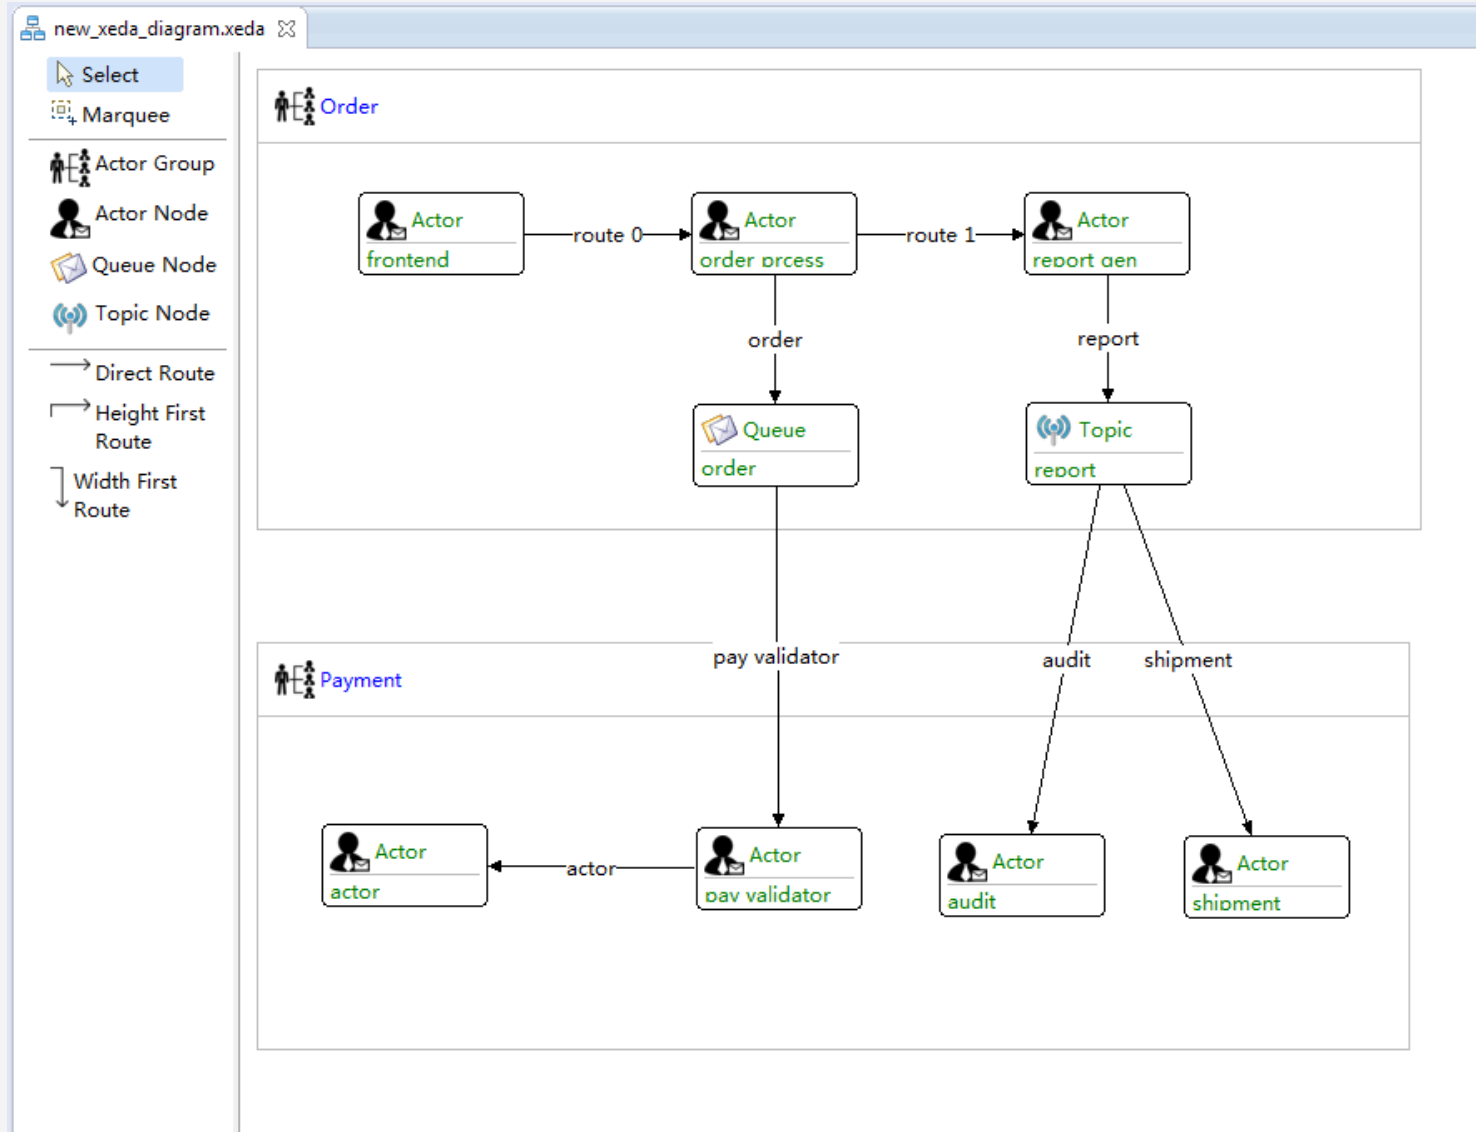 new_xeda_diagram.xeda
Select
Marquee
Actor Group
Actor Node
Queue Node
Topic Node
Direct Route
Height First
Route
Width First
Route
Order
Actor
frontend
route 0
Actor
order prcess
route 1
Actor
report gen
order
report
Queue
order
Topic
report
pay validator
audit
shipment
Payment
Actor
actor
actor
Actor
pay validator
Actor
audit
Actor
shipment